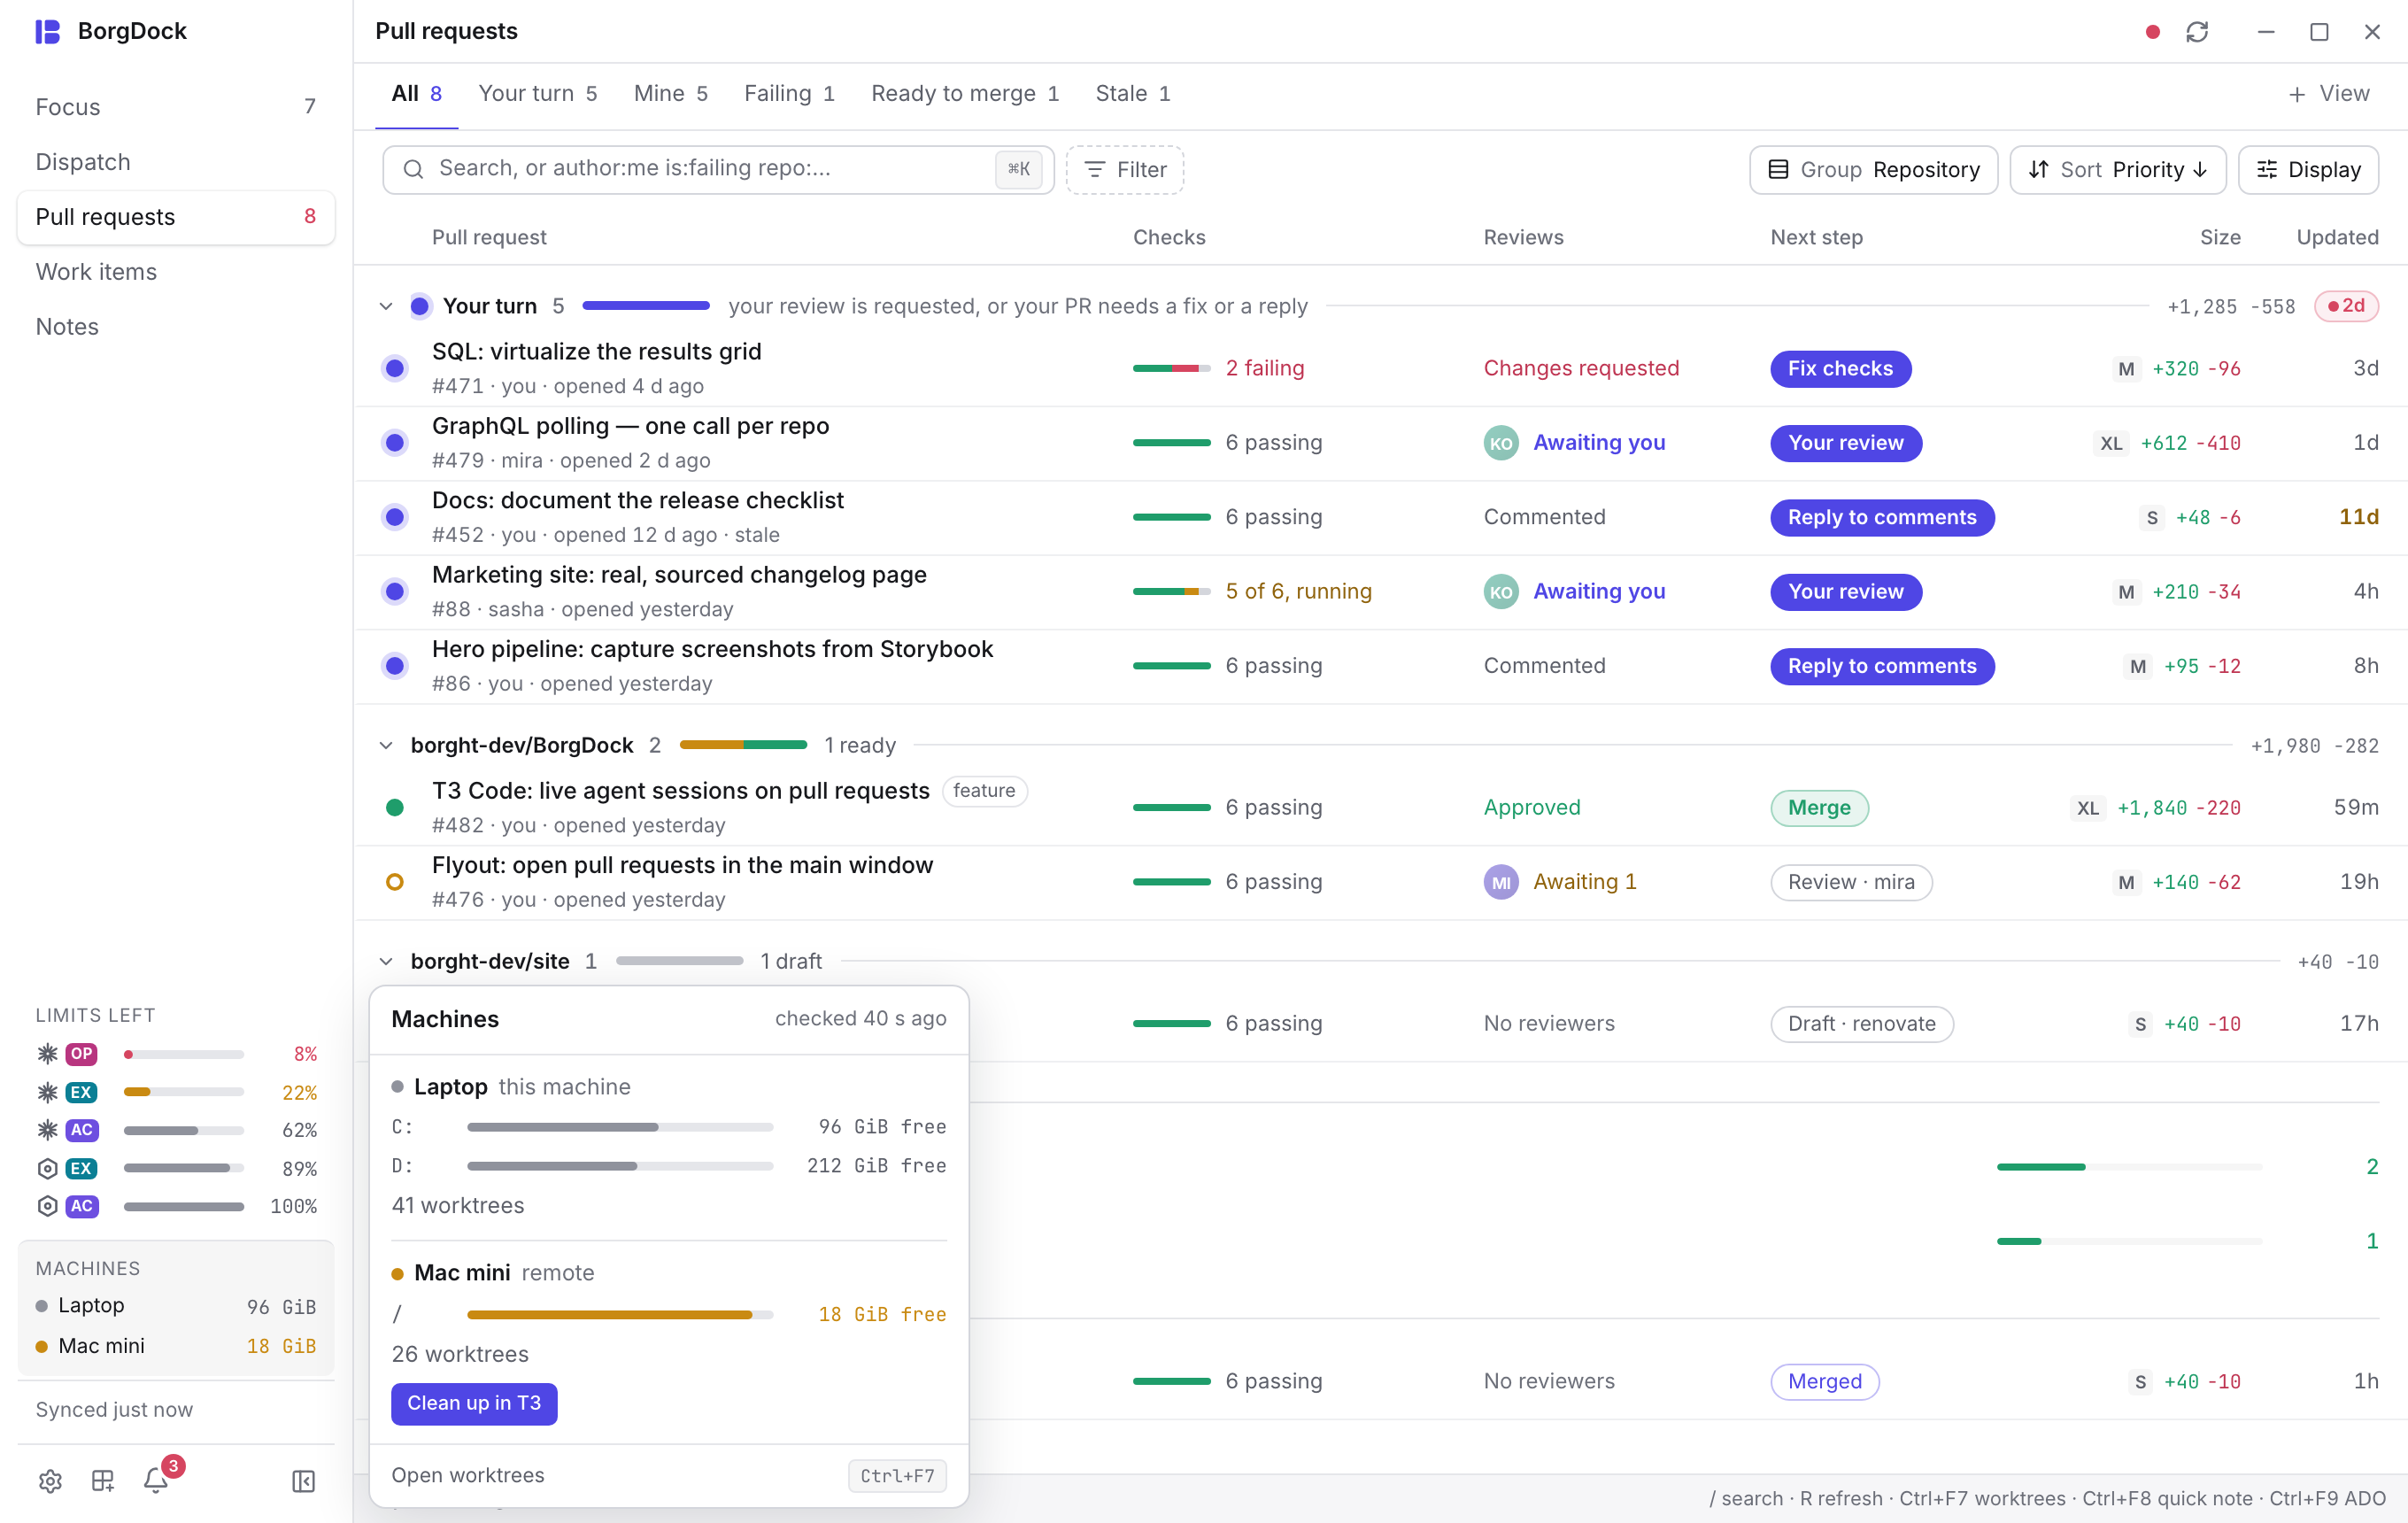 BorgDock
Focus 7
Dispatch
Pull requests 8
Work items
Notes
LIMITS LEFT
OP 8%
EX 22%
AC 62%
EX 89%
AC 100%
MACHINES
Laptop 96 GiB
Mac mini 18 GiB
Synced just now
3
Pull requests
All 8 Your turn 5 Mine 5 Failing 1 Ready to merge 1 Stale 1 + View
Search, or author:me is:failing repo:... ⌘K Filter Group Repository Sort Priority ↓ Display
Pull request Checks Reviews Next step Size Updated
Your turn 5 your review is requested, or your PR needs a fix or a reply +1,285 -558 2d
SQL: virtualize the results grid
#471 · you · opened 4 d ago
2 failing Changes requested Fix checks M +320 -96 3d
GraphQL polling — one call per repo
#479 · mira · opened 2 d ago
6 passing KO Awaiting you Your review XL +612 -410 1d
Docs: document the release checklist
#452 · you · opened 12 d ago · stale
6 passing Commented Reply to comments S +48 -6 11d
Marketing site: real, sourced changelog page
#88 · sasha · opened yesterday
5 of 6, running KO Awaiting you Your review M +210 -34 4h
Hero pipeline: capture screenshots from Storybook
#86 · you · opened yesterday
6 passing Commented Reply to comments M +95 -12 8h
borght-dev/BorgDock 2 1 ready +1,980 -282
T3 Code: live agent sessions on pull requests feature
#482 · you · opened yesterday
6 passing Approved Merge XL +1,840 -220 59m
Flyout: open pull requests in the main window
#476 · you · opened yesterday
6 passing MI Awaiting 1 Review · mira M +140 -62 19h
borght-dev/site 1 1 draft +40 -10
6 passing No reviewers Draft · renovate S +40 -10 17h
2
1
6 passing No reviewers Merged S +40 -10 1h
Machines checked 40 s ago
Laptop this machine
C: 96 GiB free
D: 212 GiB free
41 worktrees
Mac mini remote
/ 18 GiB free
26 worktrees
Clean up in T3
Open worktrees Ctrl+F7
/ search · R refresh · Ctrl+F7 worktrees · Ctrl+F8 quick note · Ctrl+F9 ADO